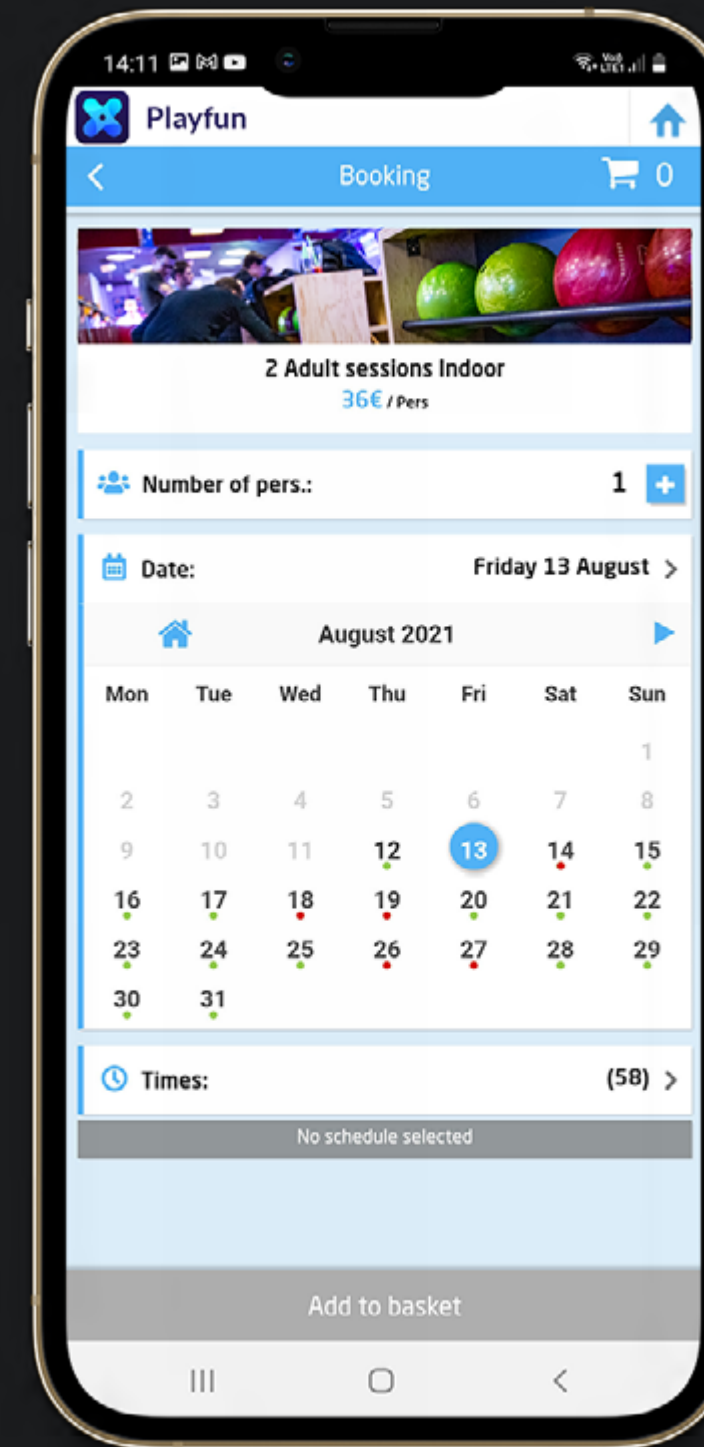 14:11
Playfun
Booking 0
2 Adult sessions Indoor
36€ / Pers
Number of pers.: 1 +
Date: Friday 13 August >
August 2021
Mon Tue Wed Thu Fri Sat Sun
1
2 3 4 5 6 7 8
9 10 11 12 13 14 15
16 17 18 19 20 21 22
23 24 25 26 27 28 29
30 31
Times: (58) >
No schedule selected
Add to basket